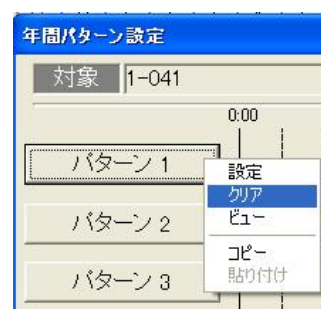 年間パターン設定
対象 1-041
0:00
パターン 1
設定
クリア
ビュー
パターン 2
コピー
貼り付け
パターン 3